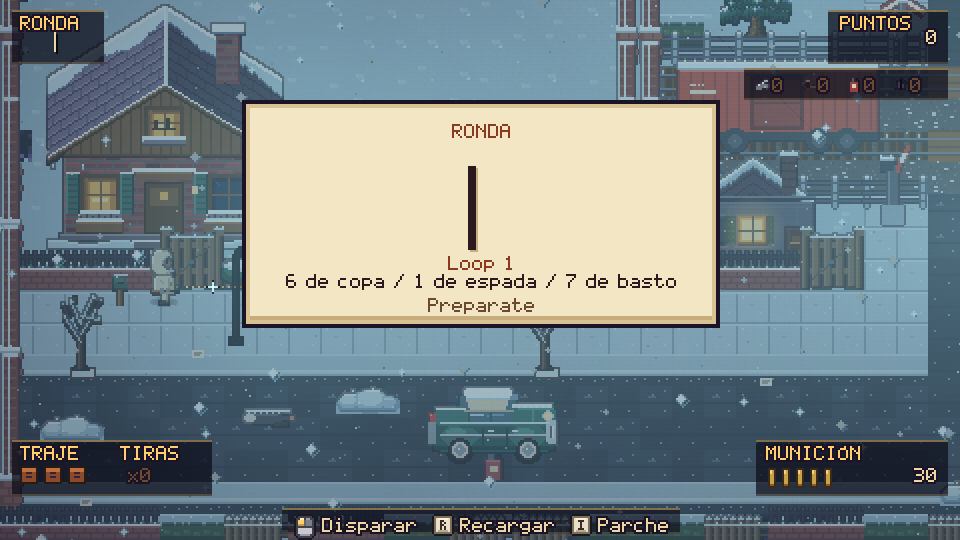 RONDA
|
PUNTOS
0
0 0 0 0
RONDA
|
Loop 1
6 de copa / 1 de espada / 7 de basto
Preparate
TRAJE TIRAS
x0
MUNICIÓN
30
Disparar R Recargar I Parche